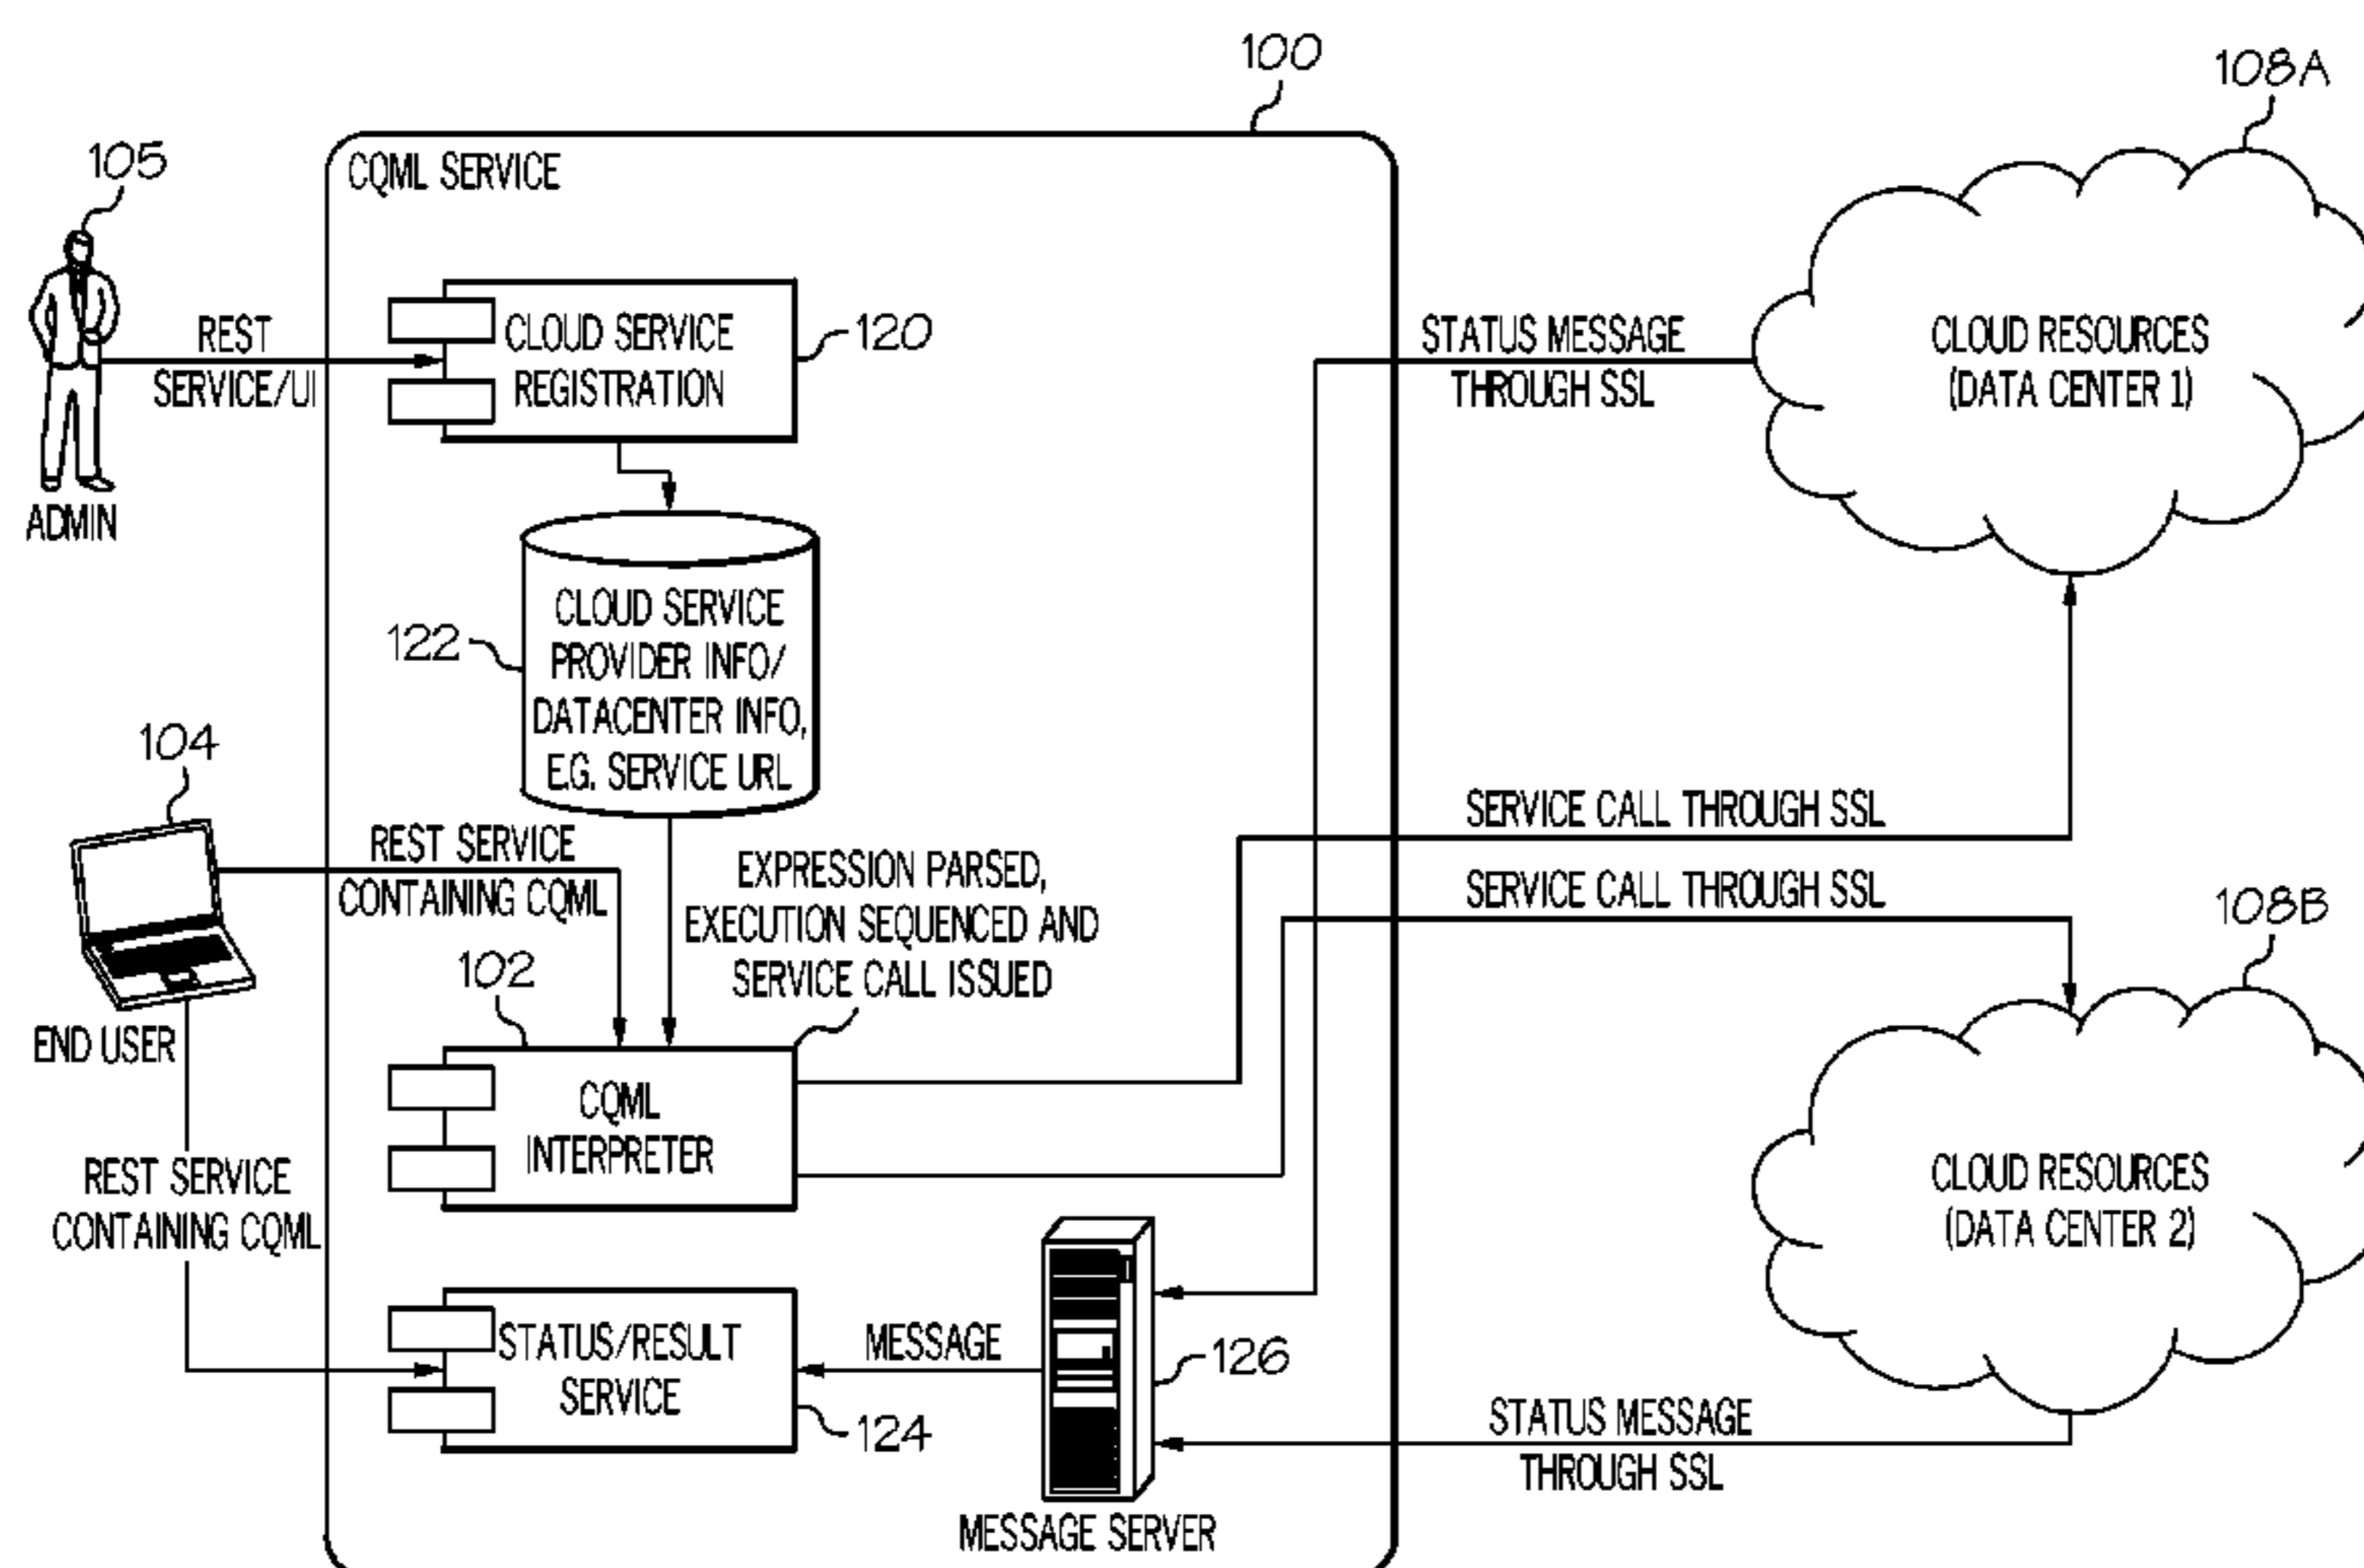 100
108A
105
CQML SERVICE
REST
SERVICE/UI
CLOUD SERVICE
REGISTRATION
120
STATUS MESSAGE
THROUGH SSL
CLOUD RESOURCES
(DATA CENTER 1)
ADMIN
122
CLOUD SERVICE
PROVIDER INFO/
DATACENTER INFO,
E.G. SERVICE URL
104
REST SERVICE
CONTAINING CQML
EXPRESSION PARSED,
EXECUTION SEQUENCED AND
SERVICE CALL ISSUED
SERVICE CALL THROUGH SSL
SERVICE CALL THROUGH SSL
108B
102
END USER
CQML
INTERPRETER
CLOUD RESOURCES
(DATA CENTER 2)
REST SERVICE
CONTAINING CQML
STATUS/RESULT
SERVICE
124
MESSAGE
126
STATUS MESSAGE
THROUGH SSL
MESSAGE SERVER